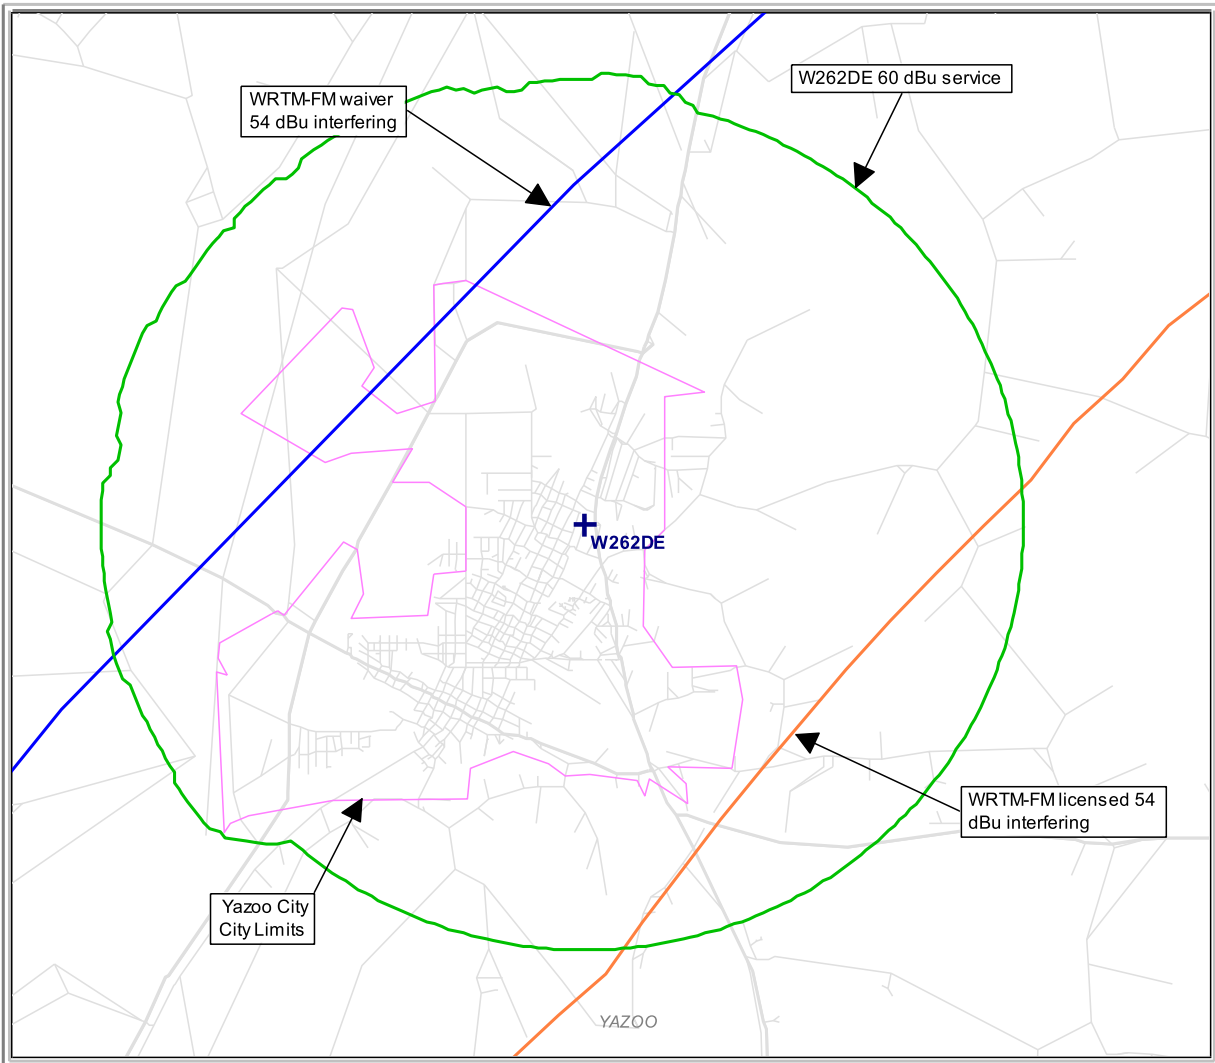 W262DE 60 dBu service
WRTM-FM waiver
54 dBu interfering
W262DE
WRTM-FM licensed 54
dBu interfering
Yazoo City
City Limits
YAZOO